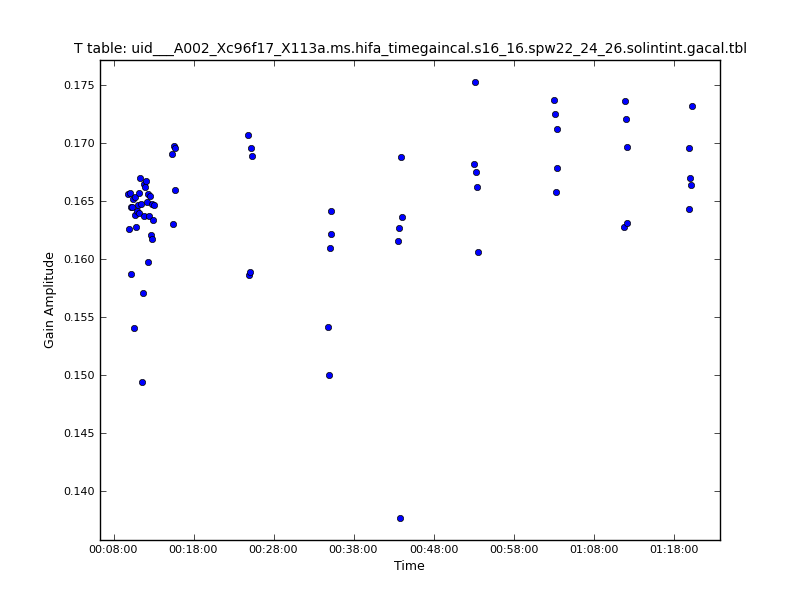 T table: uid___A002_Xc96f17_X113a.ms.hifa_timegaincal.s16_16.spw22_24_26.solintint.gacal.tbl
Gain Amplitude
0.175
0.170
0.165
0.160
0.155
0.150
0.145
0.140
00:08:00 00:18:00 00:28:00 00:38:00 00:48:00 00:58:00 01:08:00 01:18:00
Time